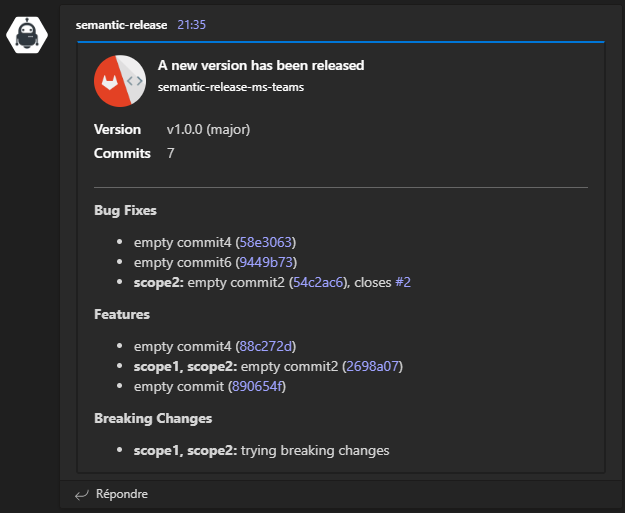 semantic-release 21:35
A new version has been released
semantic-release-ms-teams
Version v1.0.0 (major)
Commits 7
Bug Fixes
• empty commit4 (58e3063)
• empty commit6 (9449b73)
• scope2: empty commit2 (54c2ac6), closes #2
Features
• empty commit4 (88c272d)
• scope1, scope2: empty commit2 (2698a07)
• empty commit (890654f)
Breaking Changes
• scope1, scope2: trying breaking changes
Répondre